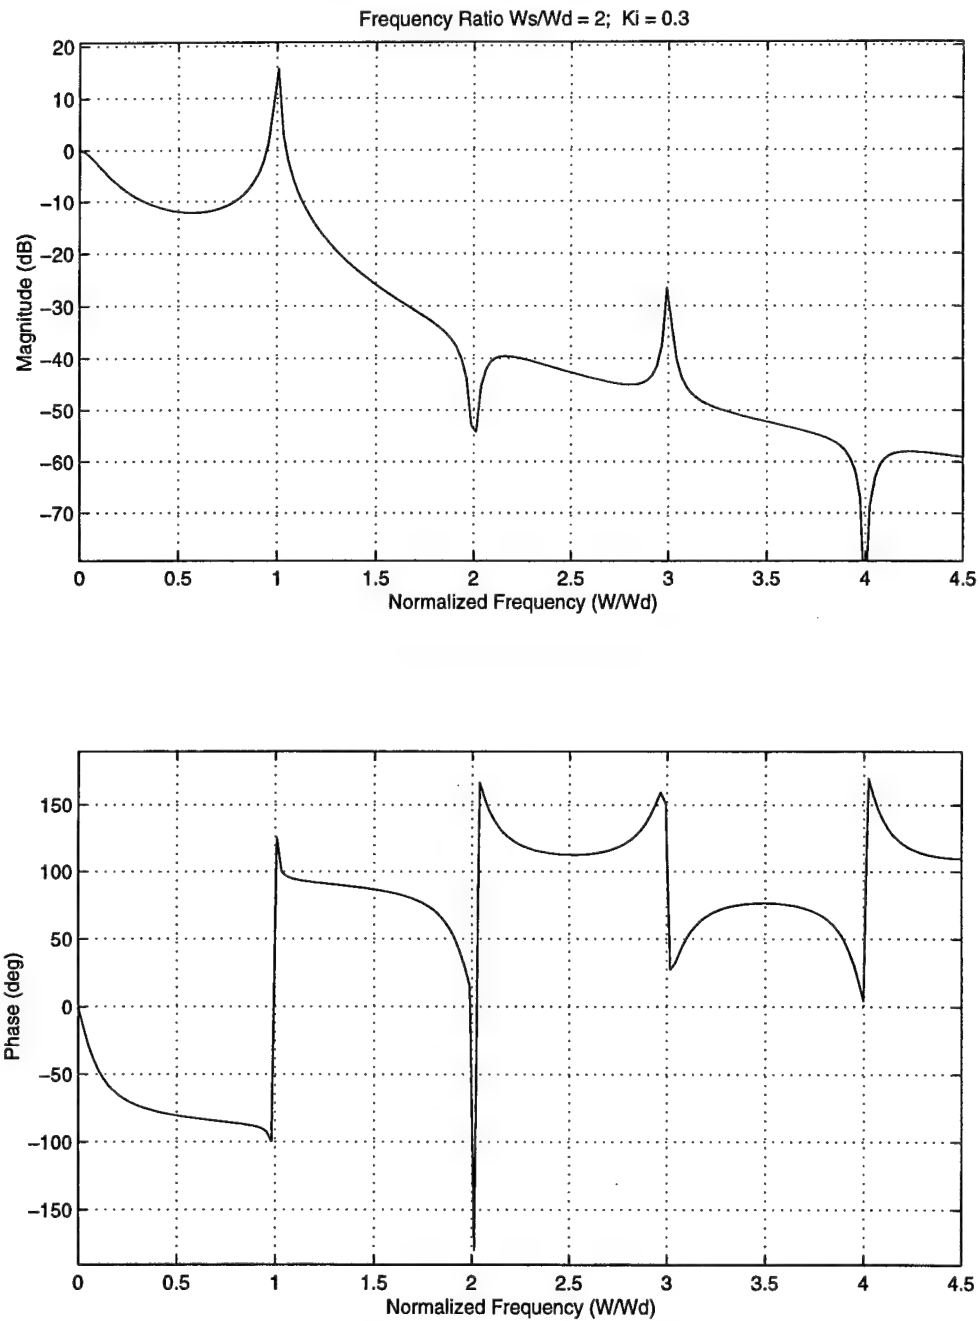 Frequency Ratio Ws/Wd = 2; Ki = 0.3
20
10
0
−10
−20
−30
−40
−50
−60
−70
Magnitude (dB)
0 0.5 1 1.5 2 2.5 3 3.5 4 4.5
Normalized Frequency (W/Wd)
150
100
50
0
−50
−100
−150
Phase (deg)
0 0.5 1 1.5 2 2.5 3 3.5 4 4.5
Normalized Frequency (W/Wd)